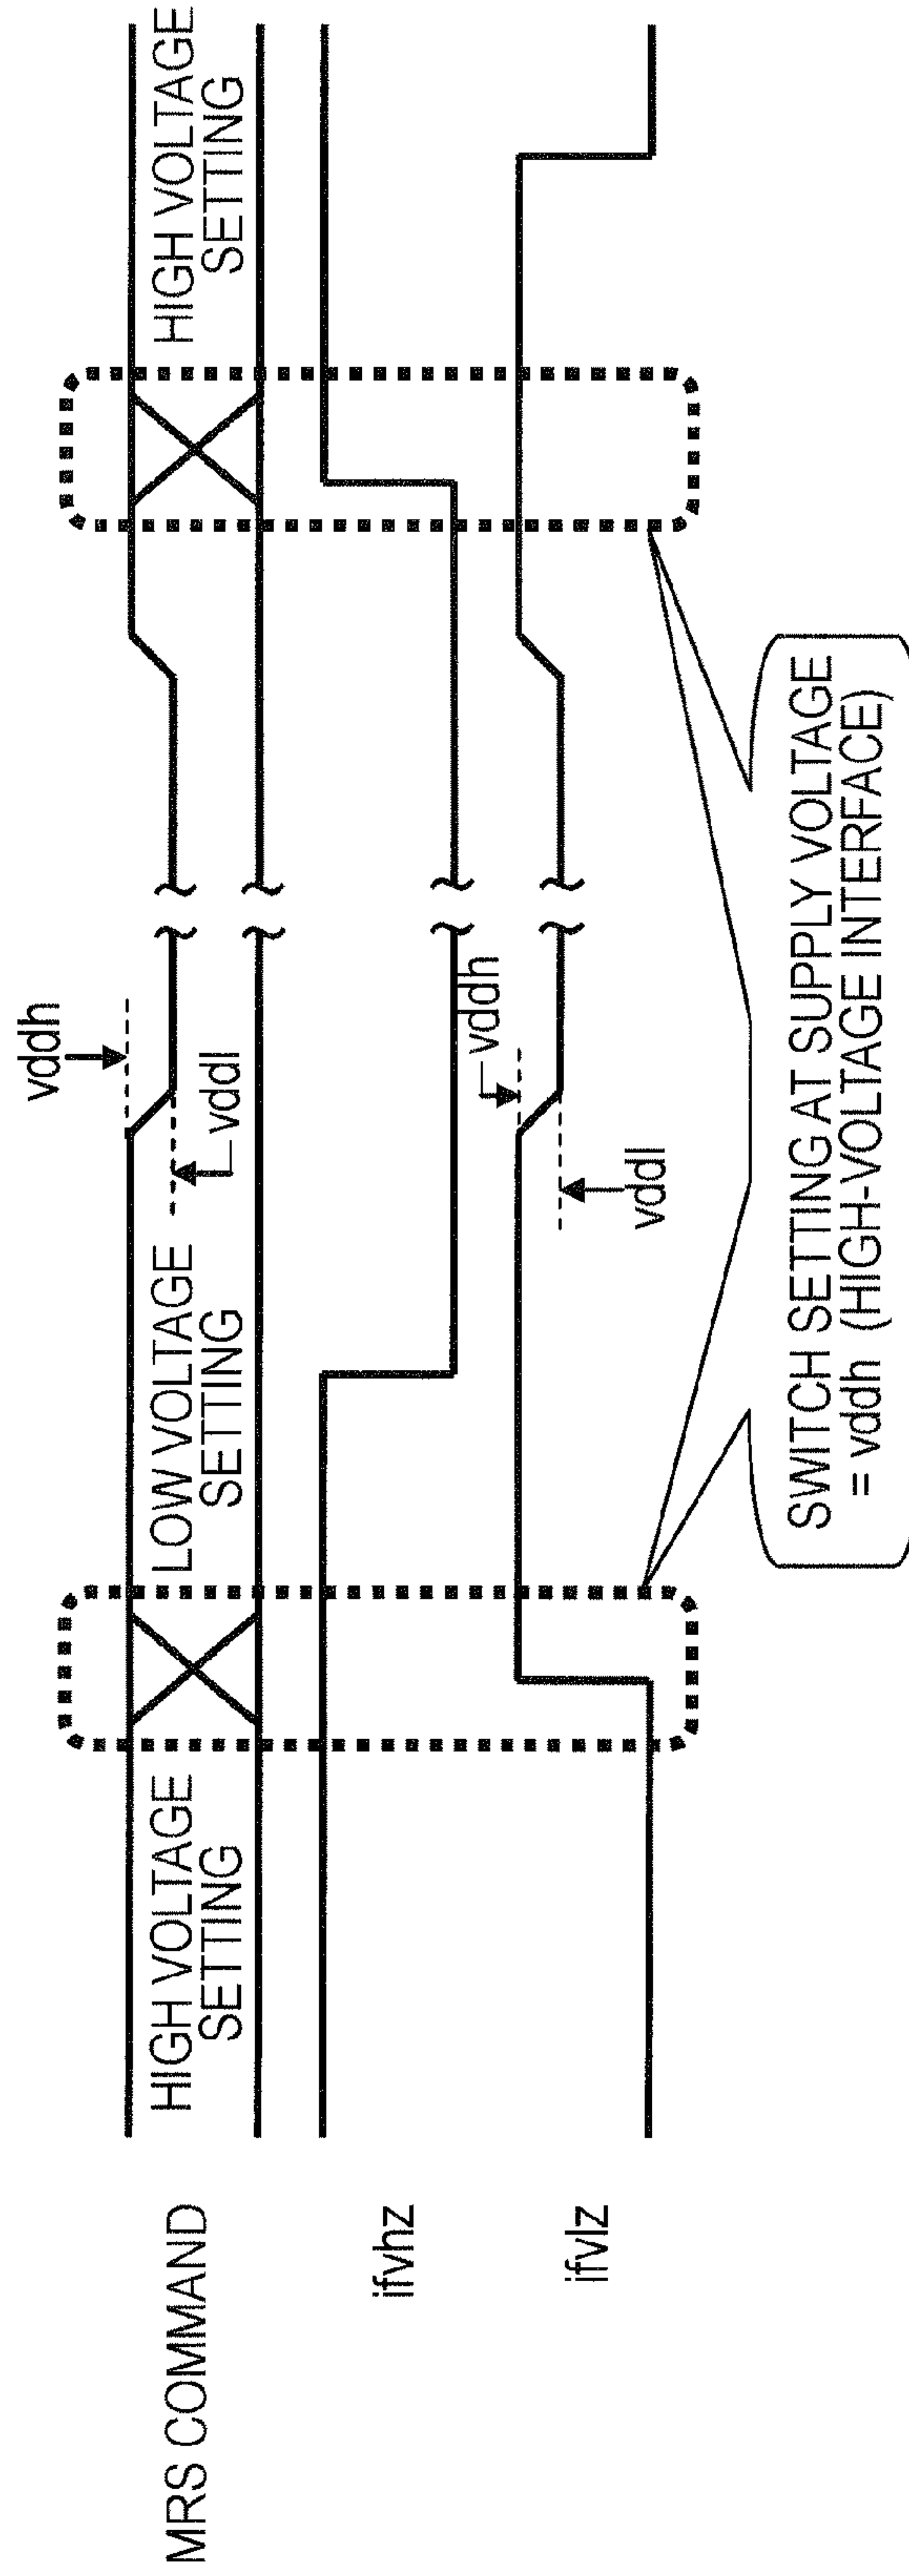 MRS COMMAND
HIGH VOLTAGE
SETTING
LOW VOLTAGE
SETTING
vddh
vddl
HIGH VOLTAGE
SETTING
ifvhz
ifvlz
vddh
vddl
SWITCH SETTING AT SUPPLY VOLTAGE
= vddh (HIGH-VOLTAGE INTERFACE)